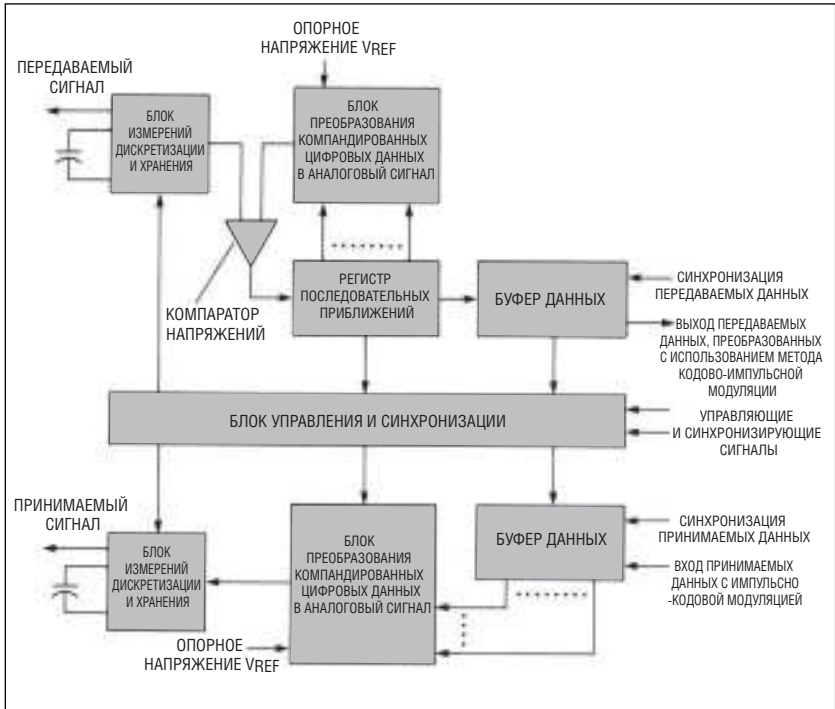 ОПОРНОЕ
НАПРЯЖЕНИЕ VREF
ПЕРЕДАВАЕМЫЙ
СИГНАЛ
БЛОК
ИЗМЕРЕНИЙ
ДИСКРЕТИЗАЦИИ
И ХРАНЕНИЯ
БЛОК
ПРЕОБРАЗОВАНИЯ
КОМПАНДИРОВАННЫХ
ЦИФРОВЫХ ДАННЫХ
В АНАЛОГОВЫЙ СИГНАЛ
КОМПАРАТОР
НАПРЯЖЕНИЙ
РЕГИСТР
ПОСЛЕДОВАТЕЛЬНЫХ
ПРИБЛИЖЕНИЙ
БУФЕР ДАННЫХ
СИНХРОНИЗАЦИЯ
ПЕРЕДАВАЕМЫХ ДАННЫХ
ВЫХОД ПЕРЕДАВАЕМЫХ
ДАННЫХ, ПРЕОБРАЗОВАННЫХ
С ИСПОЛЬЗОВАНИЕМ МЕТОДА
КОДОВО-ИМПУЛЬСНОЙ
МОДУЛЯЦИИ
БЛОК УПРАВЛЕНИЯ И СИНХРОНИЗАЦИИ
УПРАВЛЯЮЩИЕ
И СИНХРОНИЗИРУЮЩИЕ
СИГНАЛЫ
ПРИНИМАЕМЫЙ
СИГНАЛ
БЛОК
ИЗМЕРЕНИЙ
ДИСКРЕТИЗАЦИИ
И ХРАНЕНИЯ
БЛОК
ПРЕОБРАЗОВАНИЯ
КОМПАНДИРОВАННЫХ
ЦИФРОВЫХ ДАННЫХ
В АНАЛОГОВЫЙ СИГНАЛ
БУФЕР ДАННЫХ
СИНХРОНИЗАЦИЯ
ПРИНИМАЕМЫХ ДАННЫХ
ВХОД ПРИНИМАЕМЫХ
ДАННЫХ С ИМПУЛЬСНО
-КОДОВОЙ МОДУЛЯЦИЕЙ
ОПОРНОЕ
НАПРЯЖЕНИЕ VREF